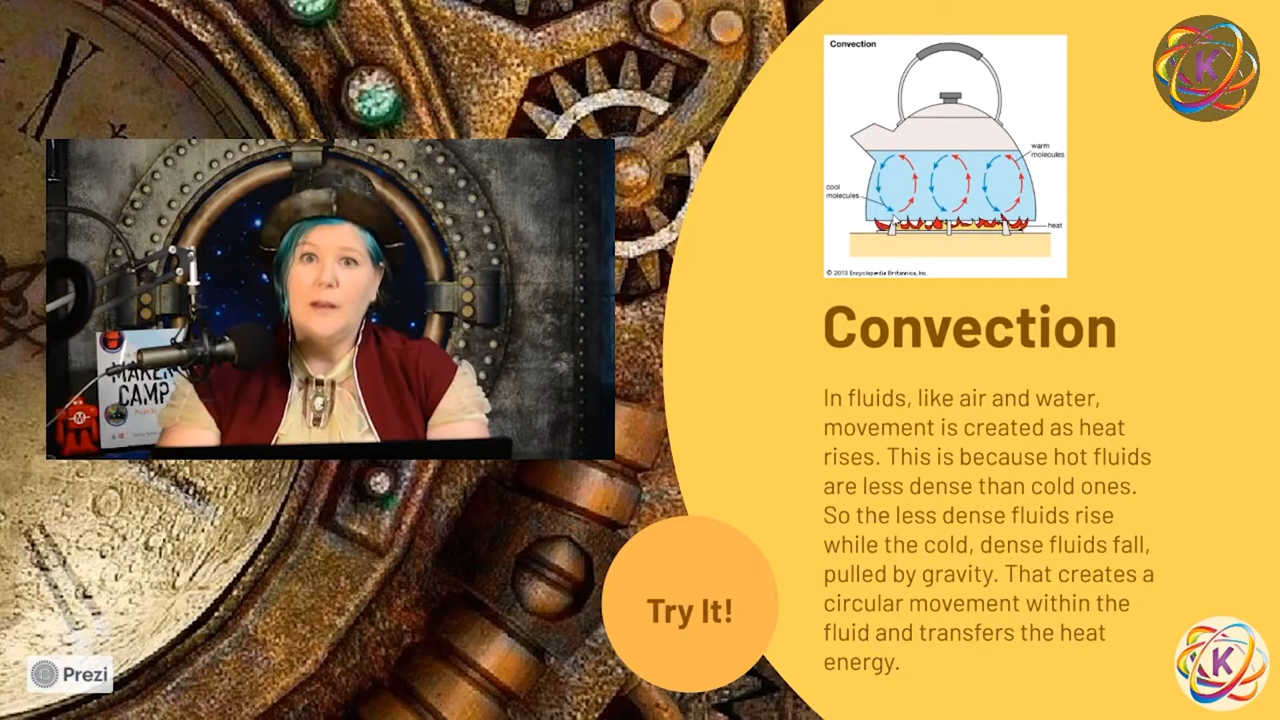 Convection
warm
molecules
cool
molecules
heat
© 2013 Encyclopædia Britannica, Inc.
K
Convection
In fluids, like air and water,
movement is created as heat
rises. This is because hot fluids
are less dense than cold ones.
So the less dense fluids rise
while the cold, dense fluids fall,
pulled by gravity. That creates a
circular movement within the
fluid and transfers the heat
energy.
Try It!
MAKER
CAMP
M
Prezi
K